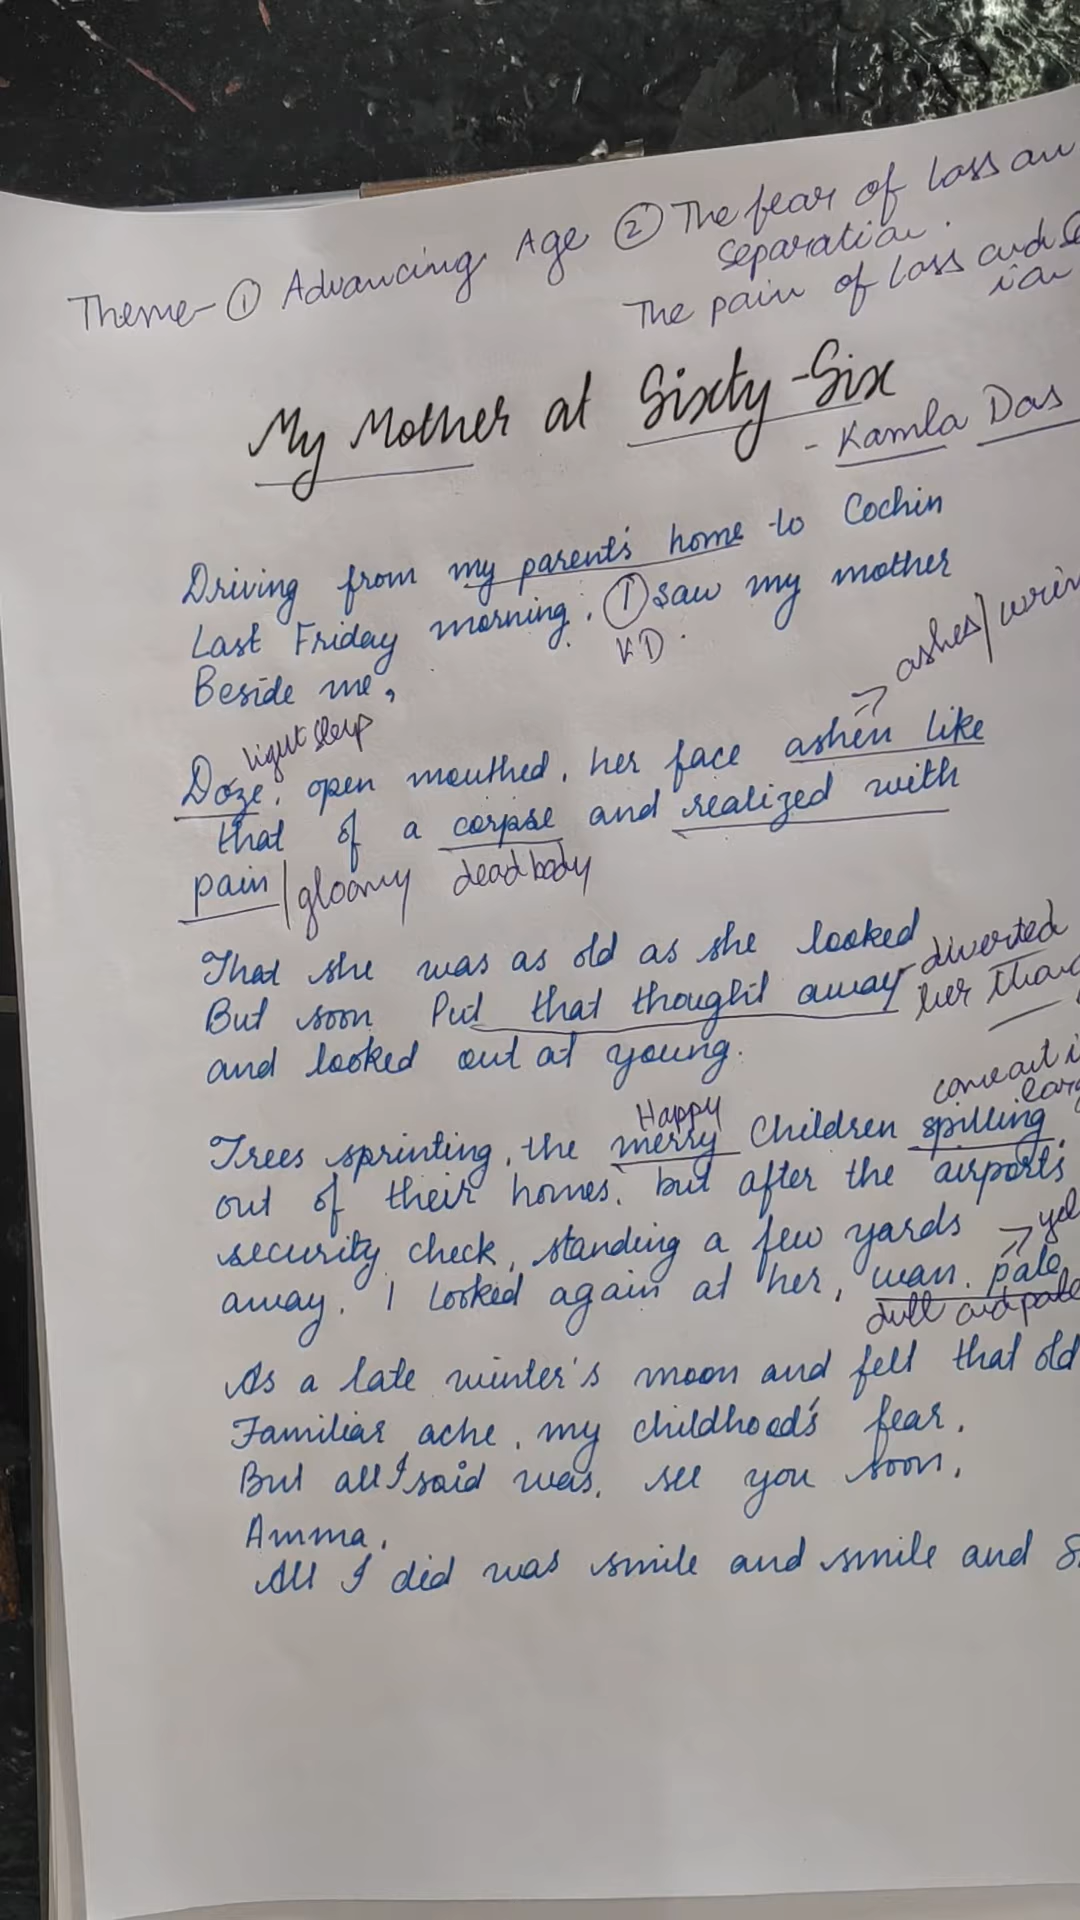 Theme- ① Advancing Age ② The fear of loss an
separation.
The pain of loss and
My Mother at Sixty-Six
- Kamla Das
Driving from my parent's home to Cochin
Last Friday morning, I saw my mother
KD.
Beside me,
ashes/
light sleep
Doze, open mouthed, her face ashen like
that of a corpse and realized with
pain/gloomy deadbody
That she was as old as she looked
diverted
But soon Put that thought away
her
and looked out at young.
come out
Happy
Trees sprinting, the merry Children spilling
out of their homes, but after the airport's
security check, standing a few yards
away, I looked again at her, wan, pale
dull and pale
As a late winter's moon and felt that old
Familiar ache, my childhood's fear,
But all I said was, see you soon,
Amma,
All I did was smile and smile and